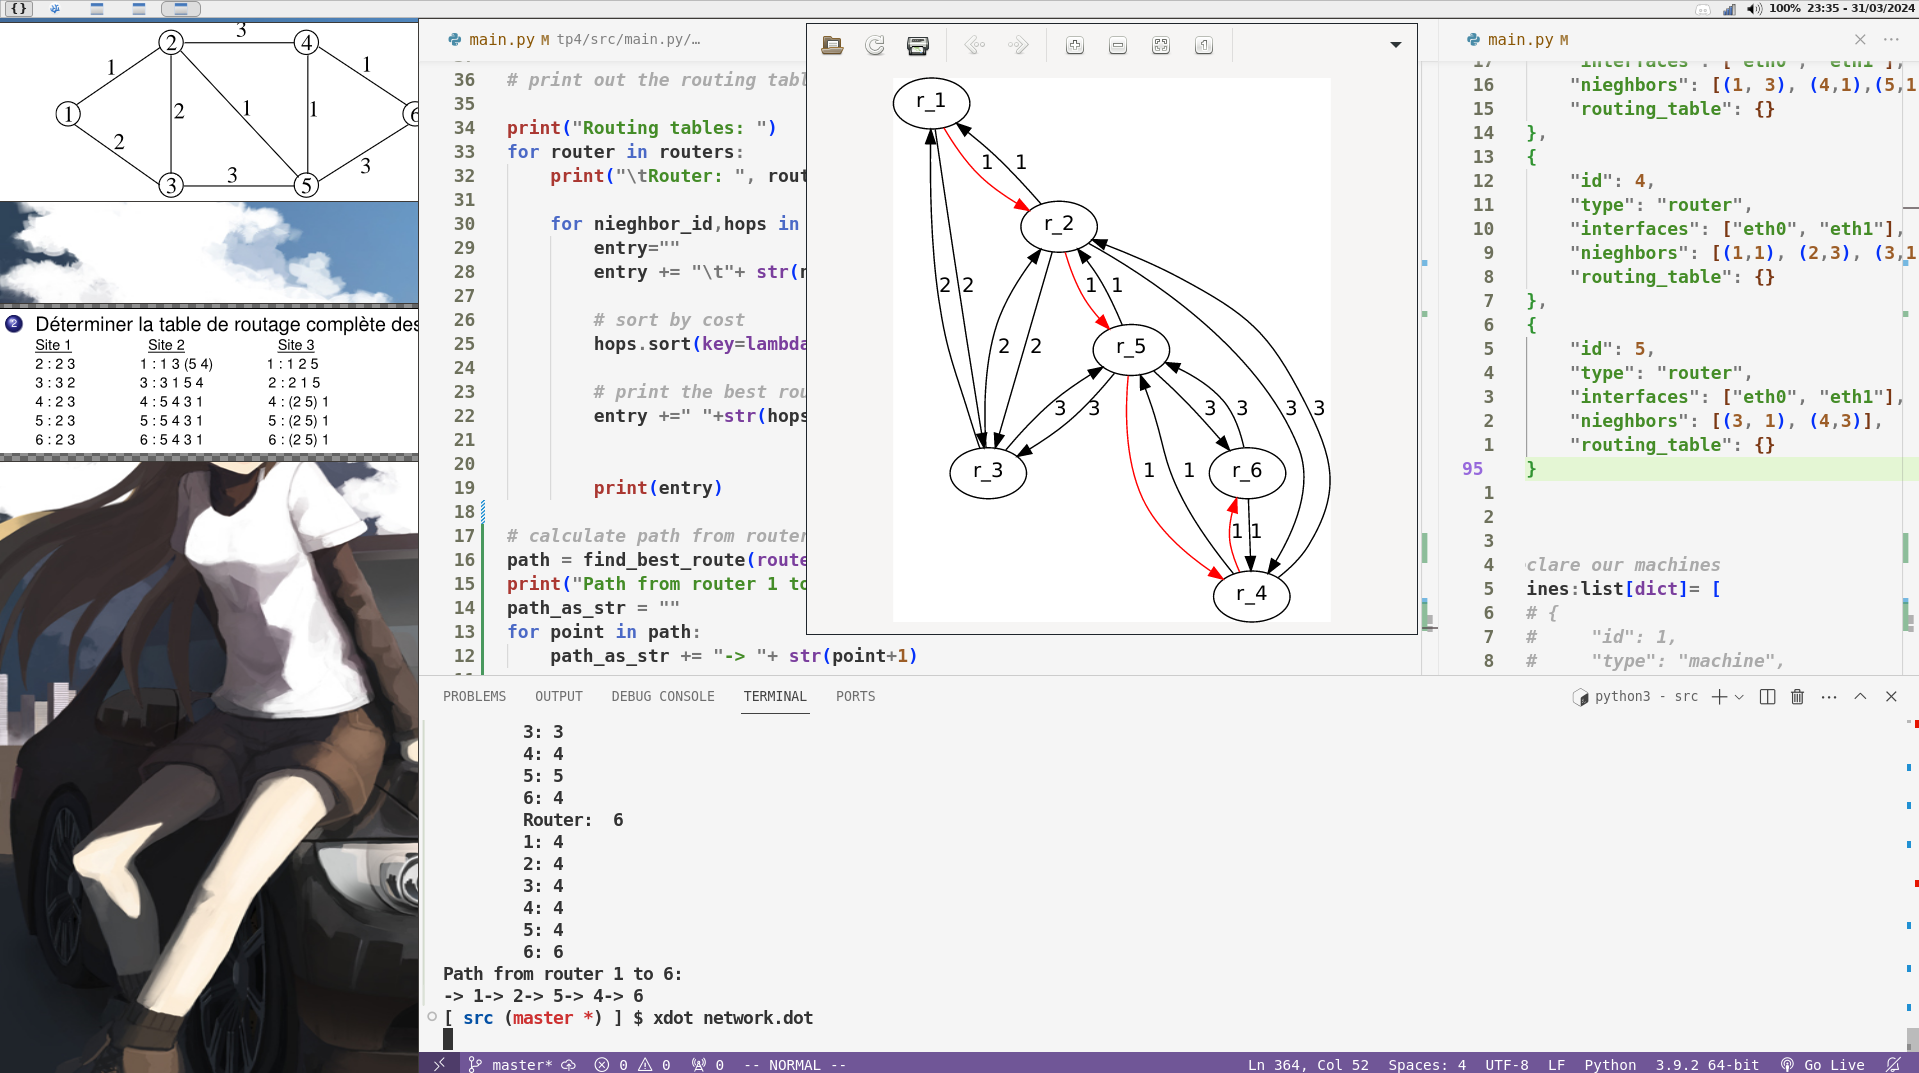 {}
100% 23:35 - 31/03/2024
3
2
4
1
1
1
2
1
1
6
2
3
3
3
5
3
2 Déterminer la table de routage complète des
Site 1 Site 2 Site 3
2 : 2 3 1 : 1 3 (5 4) 1 : 1 2 5
3 : 3 2 3 : 3 1 5 4 2 : 2 1 5
4 : 2 3 4 : 5 4 3 1 4 : (2 5) 1
5 : 2 3 5 : 5 4 3 1 5 : (2 5) 1
6 : 2 3 6 : 5 4 3 1 6 : (2 5) 1
main.py M tp4/src/main.py/…
36 # print out the routing tabl
35
34 print("Routing tables: ")
33 for router in routers:
32 print("\tRouter: ", rout
31
30 for nieghbor_id,hops in
29 entry=""
28 entry += "\t"+ str(n
27
26 # sort by cost
25 hops.sort(key=lambda
24
23 # print the best rou
22 entry +=" "+str(hops
21
20
19 print(entry)
18
17 # calculate path from router
16 path = find_best_route(route
15 print("Path from router 1 to
14 path_as_str = ""
13 for point in path:
12 path_as_str += "-> "+ str(point+1)
r_1
1 1
r_2
2 2 1 1
2 2 r_5
3 3 3 3 3 3
r_3 1 1 r_6
1 1
r_4
main.py M
17 "interfaces": ["eth0", "eth1"],
16 "nieghbors": [(1, 3), (4,1),(5,1
15 "routing_table": {}
14 },
13 {
12 "id": 4,
11 "type": "router",
10 "interfaces": ["eth0", "eth1"],
9 "nieghbors": [(1,1), (2,3), (3,1
8 "routing_table": {}
7 },
6 {
5 "id": 5,
4 "type": "router",
3 "interfaces": ["eth0", "eth1"],
2 "nieghbors": [(3, 1), (4,3)],
1 "routing_table": {}
95 }
1
2
3
4 clare our machines
5 ines:list[dict]= [
6 # {
7 # "id": 1,
8 # "type": "machine",
PROBLEMS OUTPUT DEBUG CONSOLE TERMINAL PORTS
python3 - src
3: 3
4: 4
5: 5
6: 4
Router: 6
1: 4
2: 4
3: 4
4: 4
5: 4
6: 6
Path from router 1 to 6:
-> 1-> 2-> 5-> 4-> 6
[ src (master *) ] $ xdot network.dot
master* 0 0 0 -- NORMAL --
Ln 364, Col 52 Spaces: 4 UTF-8 LF Python 3.9.2 64-bit Go Live